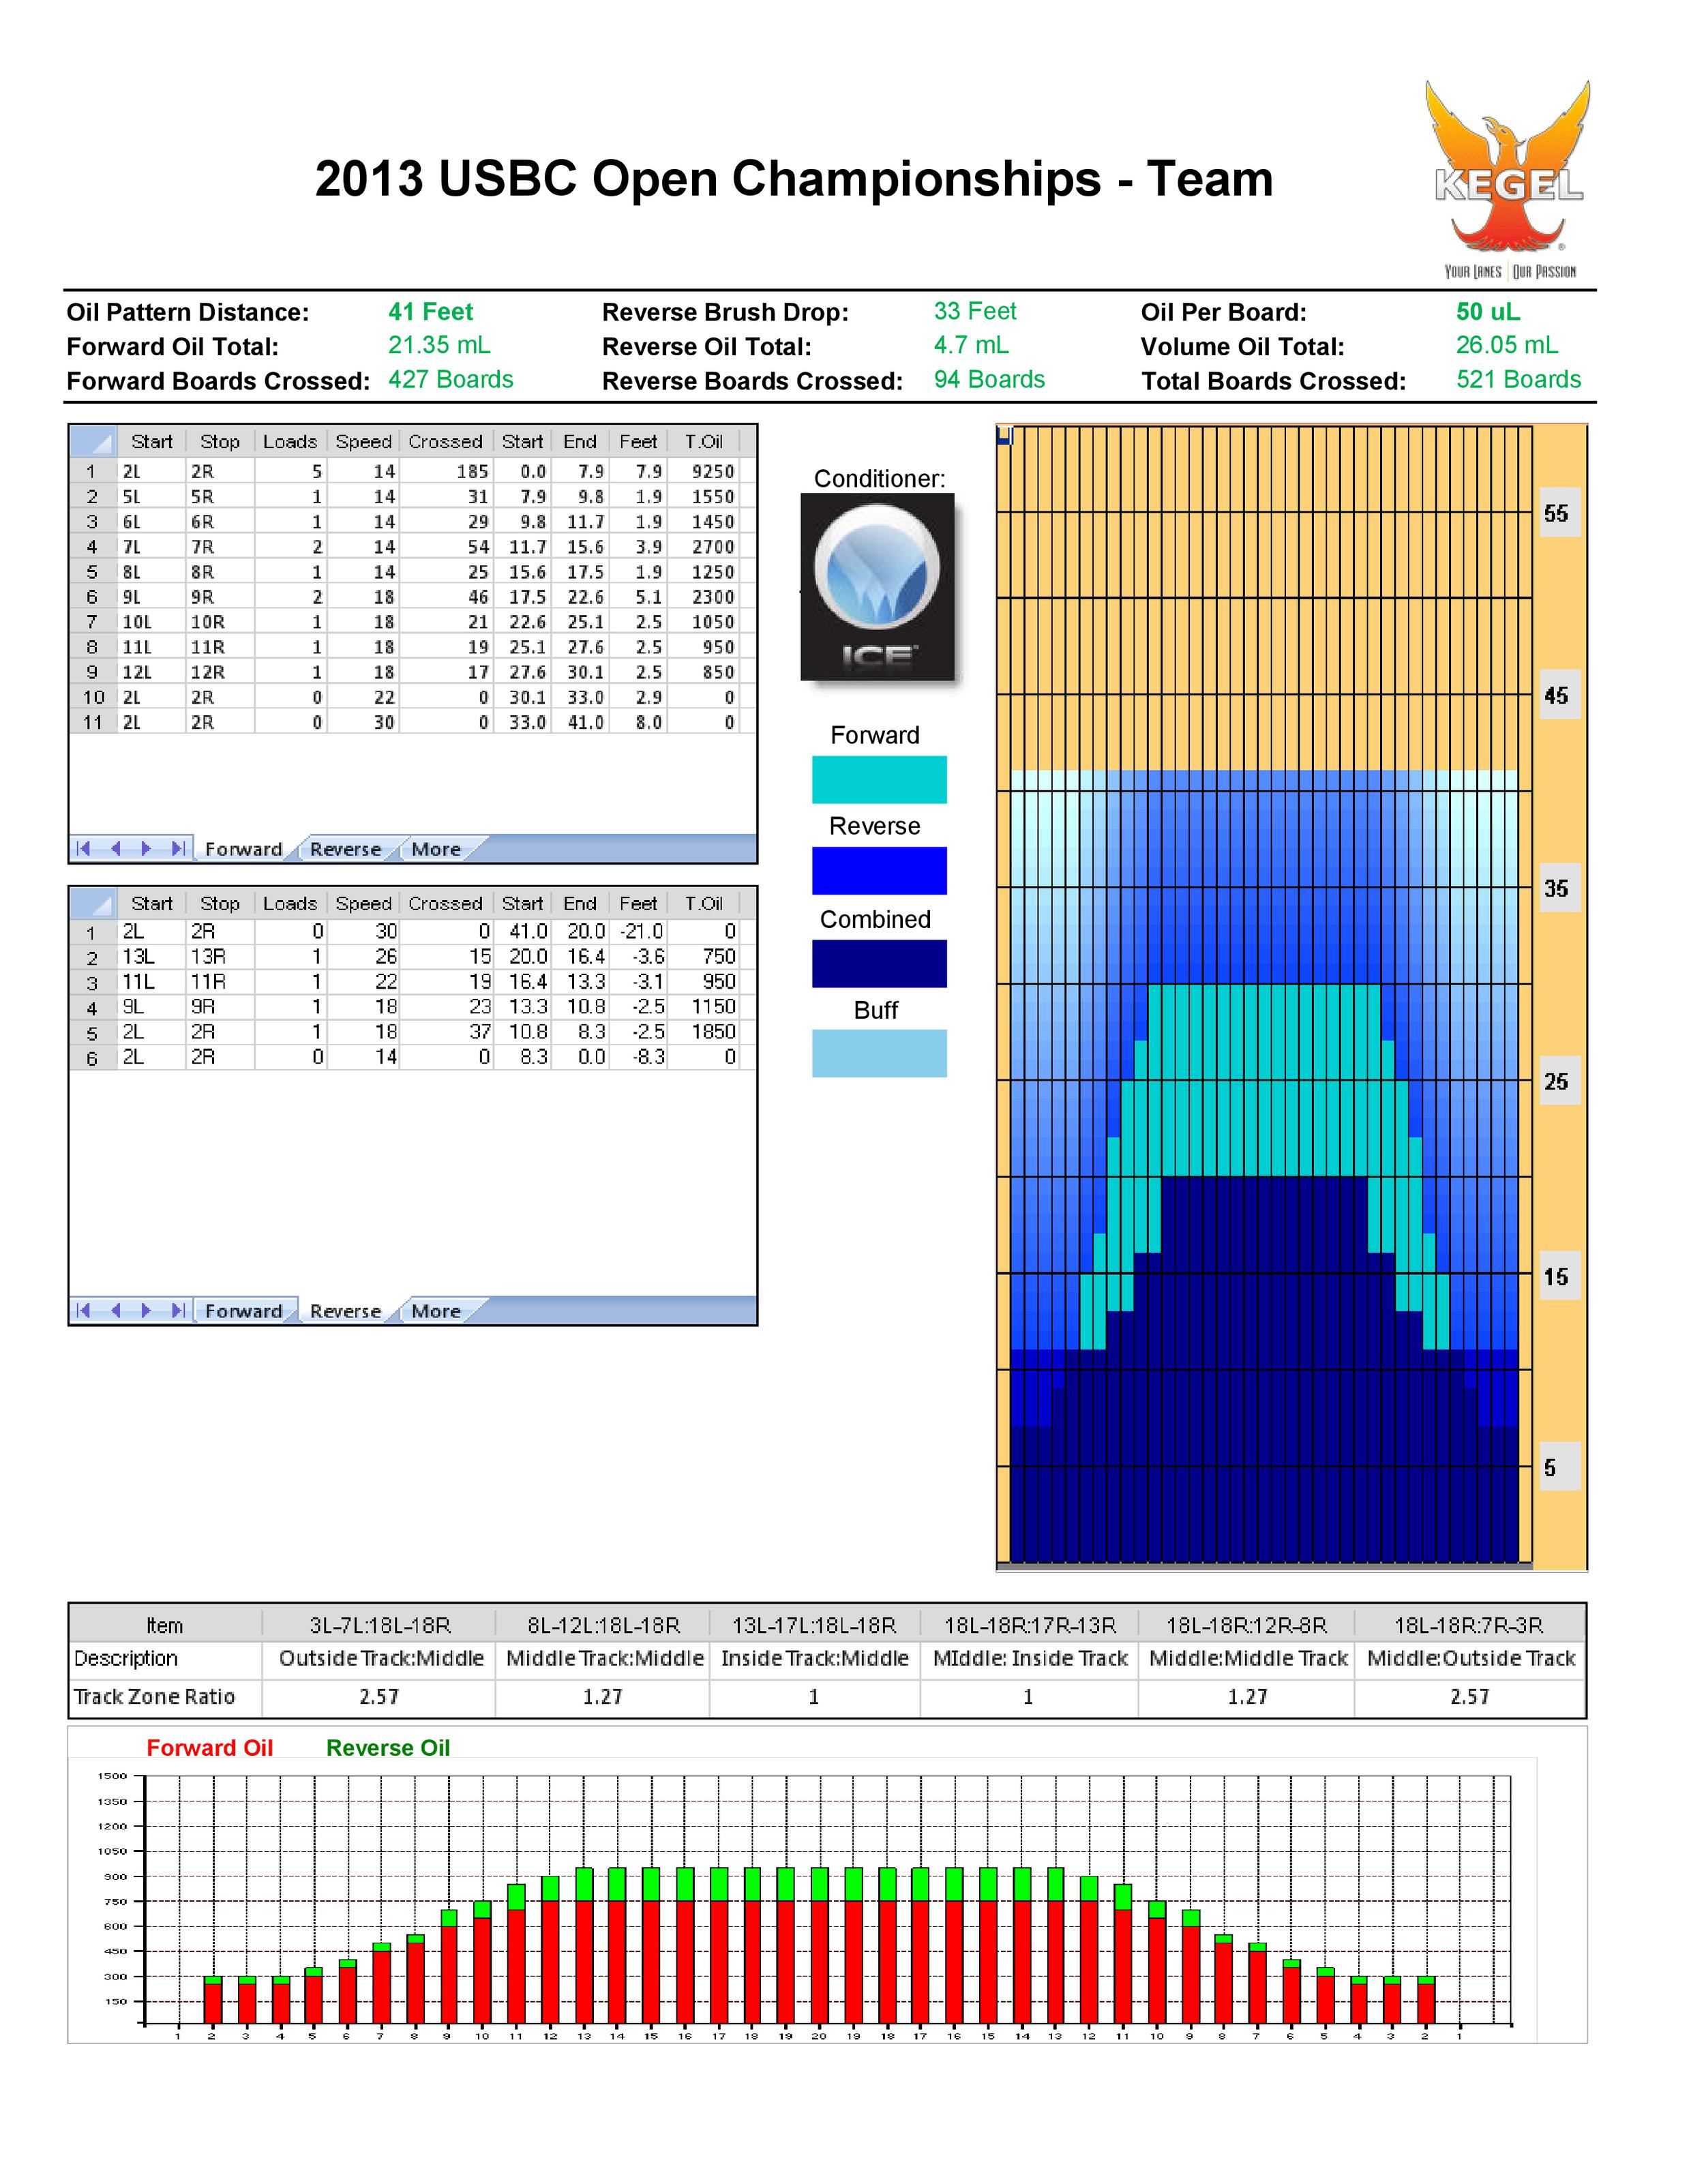 2013 USBC Open Championships - Team
KEGEL
YOUR LANES | OUR PASSION
Oil Pattern Distance: 41 Feet Reverse Brush Drop: 33 Feet Oil Per Board: 50 uL
Forward Oil Total: 21.35 mL Reverse Oil Total: 4.7 mL Volume Oil Total: 26.05 mL
Forward Boards Crossed: 427 Boards Reverse Boards Crossed: 94 Boards Total Boards Crossed: 521 Boards
Start Stop Loads Speed Crossed Start End Feet T.Oil
1 2L 2R 5 14 185 0.0 7.9 7.9 9250
2 5L 5R 1 14 31 7.9 9.8 1.9 1550
3 6L 6R 1 14 29 9.8 11.7 1.9 1450
4 7L 7R 2 14 54 11.7 15.6 3.9 2700
5 8L 8R 1 14 25 15.6 17.5 1.9 1250
6 9L 9R 2 18 46 17.5 22.6 5.1 2300
7 10L 10R 1 18 21 22.6 25.1 2.5 1050
8 11L 11R 1 18 19 25.1 27.6 2.5 950
9 12L 12R 1 18 17 27.6 30.1 2.5 850
10 2L 2R 0 22 0 30.1 33.0 2.9 0
11 2L 2R 0 30 0 33.0 41.0 8.0 0
Forward Reverse More
Start Stop Loads Speed Crossed Start End Feet T.Oil
1 2L 2R 0 30 0 41.0 20.0 -21.0 0
2 13L 13R 1 26 15 20.0 16.4 -3.6 750
3 11L 11R 1 22 19 16.4 13.3 -3.1 950
4 9L 9R 1 18 23 13.3 10.8 -2.5 1150
5 2L 2R 1 18 37 10.8 8.3 -2.5 1850
6 2L 2R 0 14 0 8.3 0.0 -8.3 0
Forward Reverse More
Conditioner:
ICE
Forward
Reverse
Combined
Buff
55
45
35
25
15
5
Item 3L-7L:18L-18R 8L-12L:18L-18R 13L-17L:18L-18R 18L-18R:17R-13R 18L-18R:12R-8R 18L-18R:7R-3R
Description Outside Track:Middle Middle Track:Middle Inside Track:Middle MIddle: Inside Track Middle:Middle Track Middle:Outside Track
Track Zone Ratio 2.57 1.27 1 1 1.27 2.57
Forward Oil Reverse Oil
1500
1350
1200
1050
900
750
600
450
300
150
1 2 3 4 5 6 7 8 9 10 11 12 13 14 15 16 17 18 19 20 19 18 17 16 15 14 13 12 11 10 9 8 7 6 5 4 3 2 1